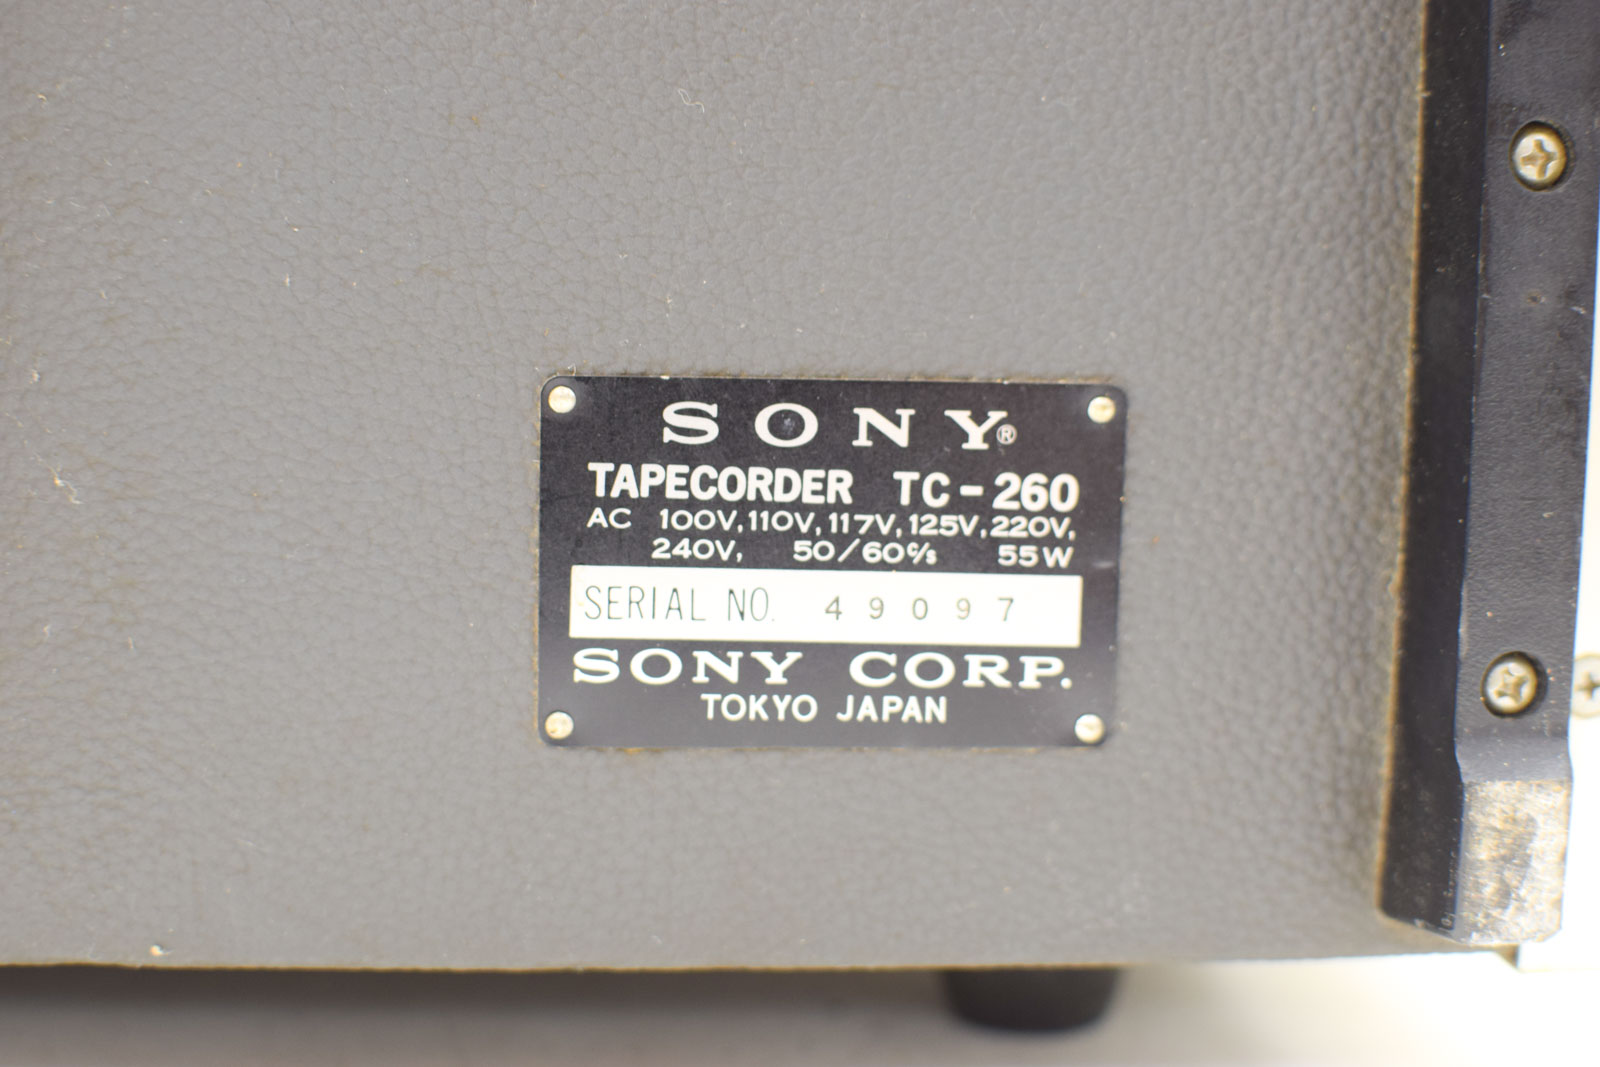 SONY®
TAPECORDER TC-260
AC 100V, 110V, 117V, 125V, 220V,
240V, 50/60c/s 55W
SERIAL NO. 49097
SONY CORP.
TOKYO JAPAN